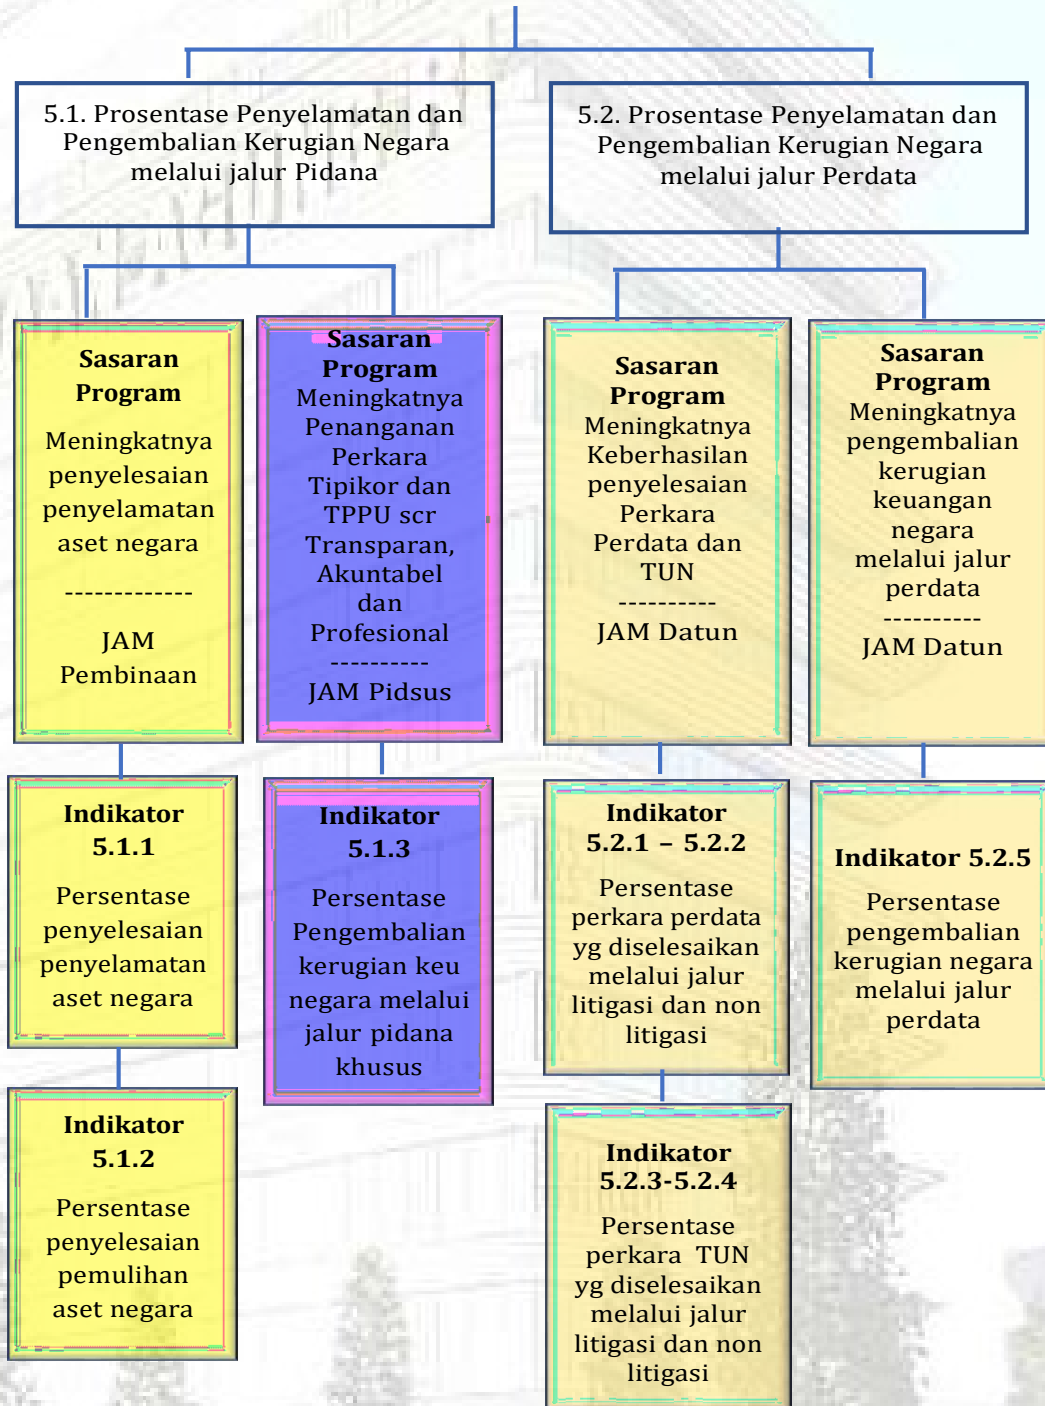 5.1. Prosentase Penyelamatan dan
Pengembalian Kerugian Negara
melalui jalur Pidana
5.2. Prosentase Penyelamatan dan
Pengembalian Kerugian Negara
melalui jalur Perdata
Sasaran
Program
Meningkatnya
penyelesaian
penyelamatan
aset negara
-------------
JAM
Pembinaan
Sasaran
Program
Meningkatnya
Penanganan
Perkara
Tipikor dan
TPPU scr
Transparan,
Akuntabel
dan
Profesional
----------
JAM Pidsus
Sasaran
Program
Meningkatnya
Keberhasilan
penyelesaian
Perkara
Perdata dan
TUN
----------
JAM Datun
Sasaran
Program
Meningkatnya
pengembalian
kerugian
keuangan
negara
melalui jalur
perdata
----------
JAM Datun
Indikator
5.1.1
Persentase
penyelesaian
penyelamatan
aset negara
Indikator
5.1.3
Persentase
Pengembalian
kerugian keu
negara melalui
jalur pidana
khusus
Indikator
5.2.1 – 5.2.2
Persentase
perkara perdata
yg diselesaikan
melalui jalur
litigasi dan non
litigasi
Indikator 5.2.5
Persentase
pengembalian
kerugian negara
melalui jalur
perdata
Indikator
5.1.2
Persentase
penyelesaian
pemulihan
aset negara
Indikator
5.2.3-5.2.4
Persentase
perkara  TUN
yg diselesaikan
melalui jalur
litigasi dan non
litigasi